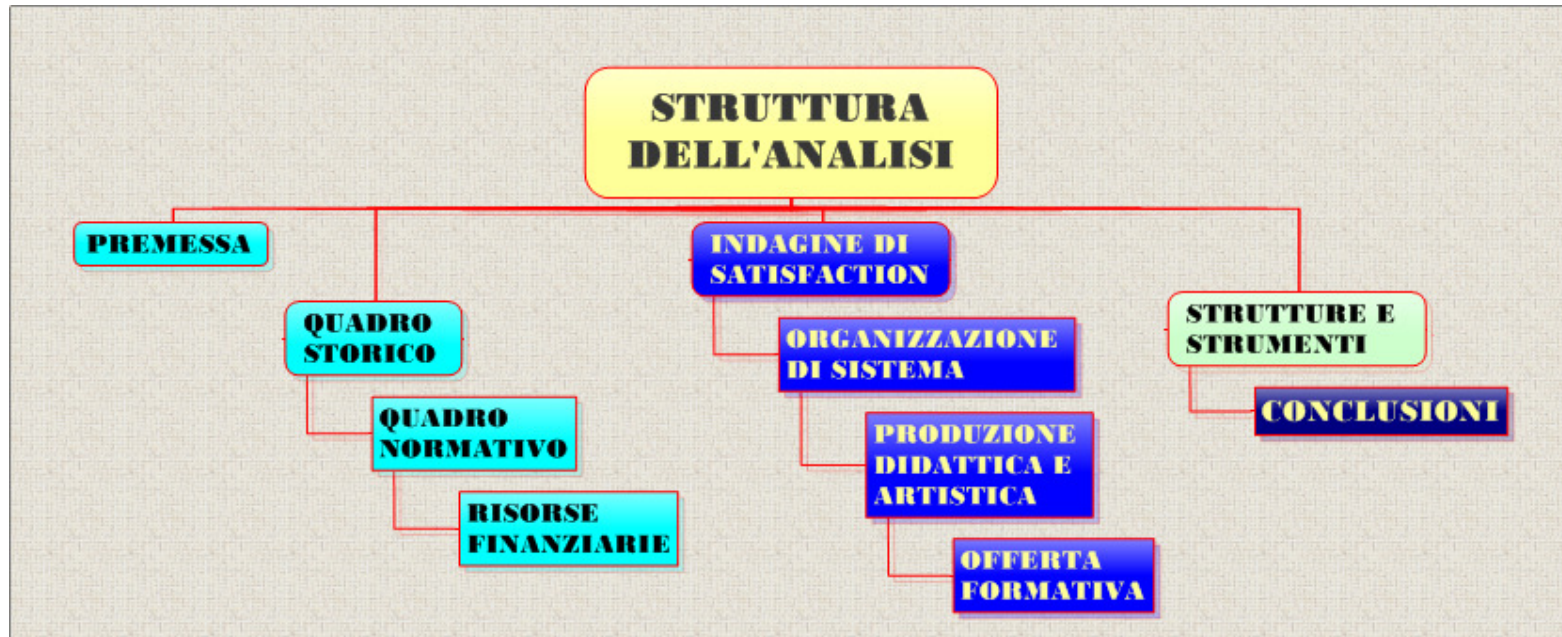 STRUTTURA
DELL'ANALISI
PREMESSA
QUADRO
STORICO
QUADRO
NORMATIVO
RISORSE
FINANZIARIE
INDAGINE DI
SATISFACTION
ORGANIZZAZIONE
DI SISTEMA
PRODUZIONE
DIDATTICA E
ARTISTICA
OFFERTA
FORMATIVA
STRUTTURE E
STRUMENTI
CONCLUSIONI